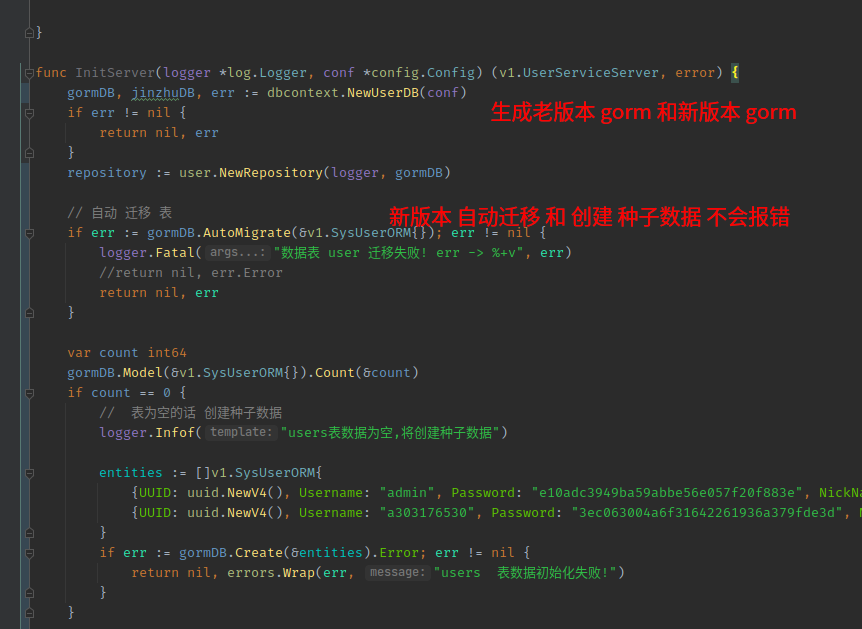 }
func InitServer(logger *log.Logger, conf *config.Config) (v1.UserServiceServer, error) {
gormDB, jinzhuDB, err := dbcontext.NewUserDB(conf)
生成老版本 gorm 和新版本 gorm
if err != nil {
return nil, err
}
repository := user.NewRepository(logger, gormDB)
// 自动 迁移 表
新版本 自动迁移 和 创建 种子数据 不会报错
if err := gormDB.AutoMigrate(&v1.SysUserORM{}); err != nil {
logger.Fatal( args...: "数据表 user 迁移失败! err -> %+v", err)
//return nil, err.Error
return nil, err
}
var count int64
gormDB.Model(&v1.SysUserORM{}).Count(&count)
if count == 0 {
// 表为空的话 创建种子数据
logger.Infof( template: "users表数据为空,将创建种子数据")
entities := []v1.SysUserORM{
{UUID: uuid.NewV4(), Username: "admin", Password: "e10adc3949ba59abbe56e057f20f883e", NickNa
{UUID: uuid.NewV4(), Username: "a303176530", Password: "3ec063004a6f31642261936a379fde3d",
}
if err := gormDB.Create(&entities).Error; err != nil {
return nil, errors.Wrap(err, message: "users 表数据初始化失败!")
}
}